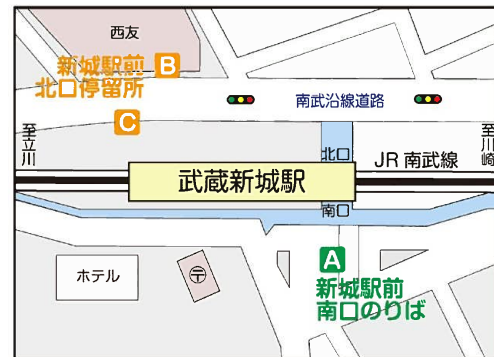 西友
新城駅前
北口停留所
B
C
南武沿線道路
至立川
至川崎
北口
JR 南武線
武蔵新城駅
南口
A
新城駅前
南口のりば
ホテル
〒